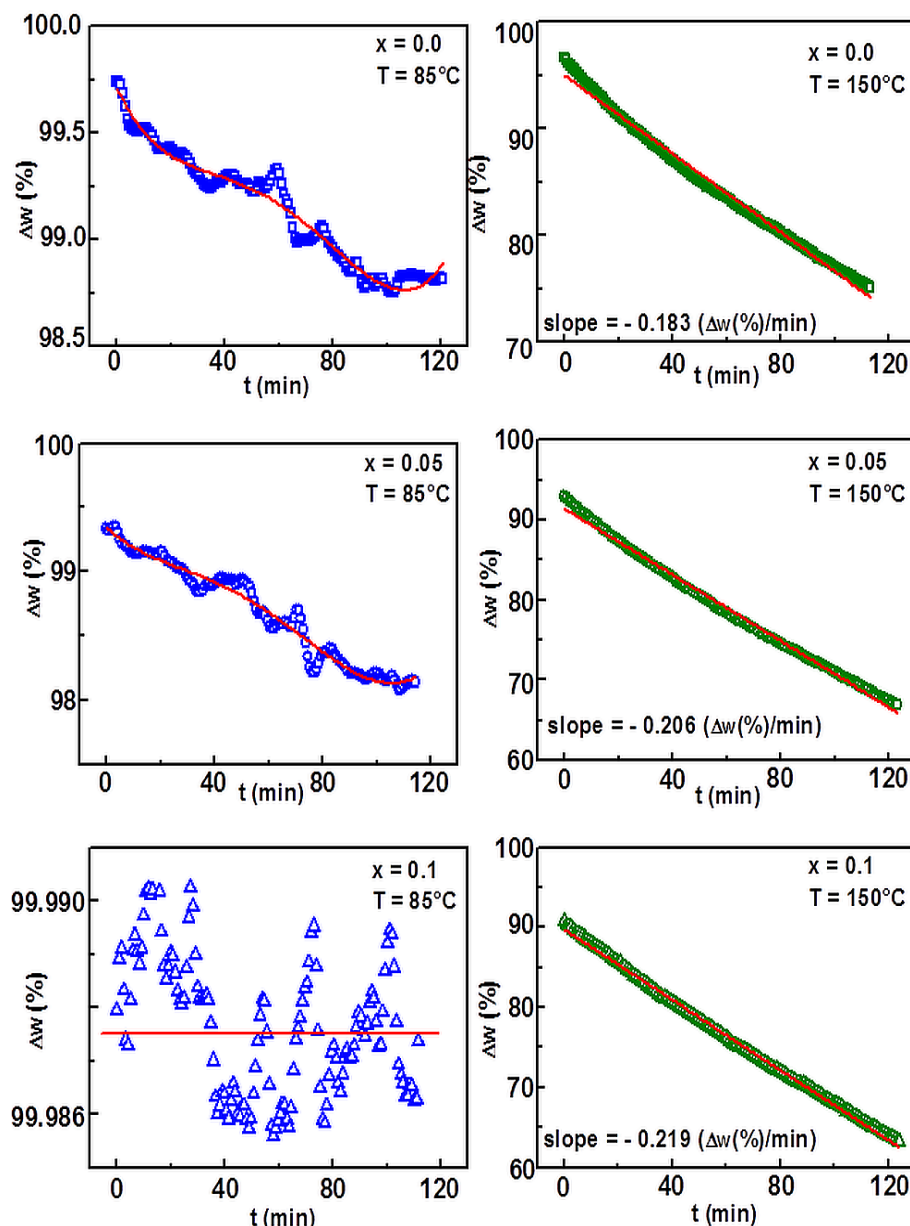 100.0
99.5
99.0
98.5
Δw (%)
x = 0.0
T = 85°C
0 40 80 120
t (min)
100
90
80
70
Δw (%)
x = 0.0
T = 150°C
slope = - 0.183 (Δw(%)/min)
0 40 80 120
t (min)
100
99
98
Δw (%)
x = 0.05
T = 85°C
0 40 80 120
t (min)
100
90
80
70
60
Δw (%)
x = 0.05
T = 150°C
slope = - 0.206 (Δw(%)/min)
0 40 80 120
t (min)
99.990
99.986
Δw (%)
x = 0.1
T = 85°C
0 40 80 120
t (min)
100
90
80
70
60
Δw (%)
x = 0.1
T = 150°C
slope = - 0.219 (Δw(%)/min)
0 40 80 120
t (min)